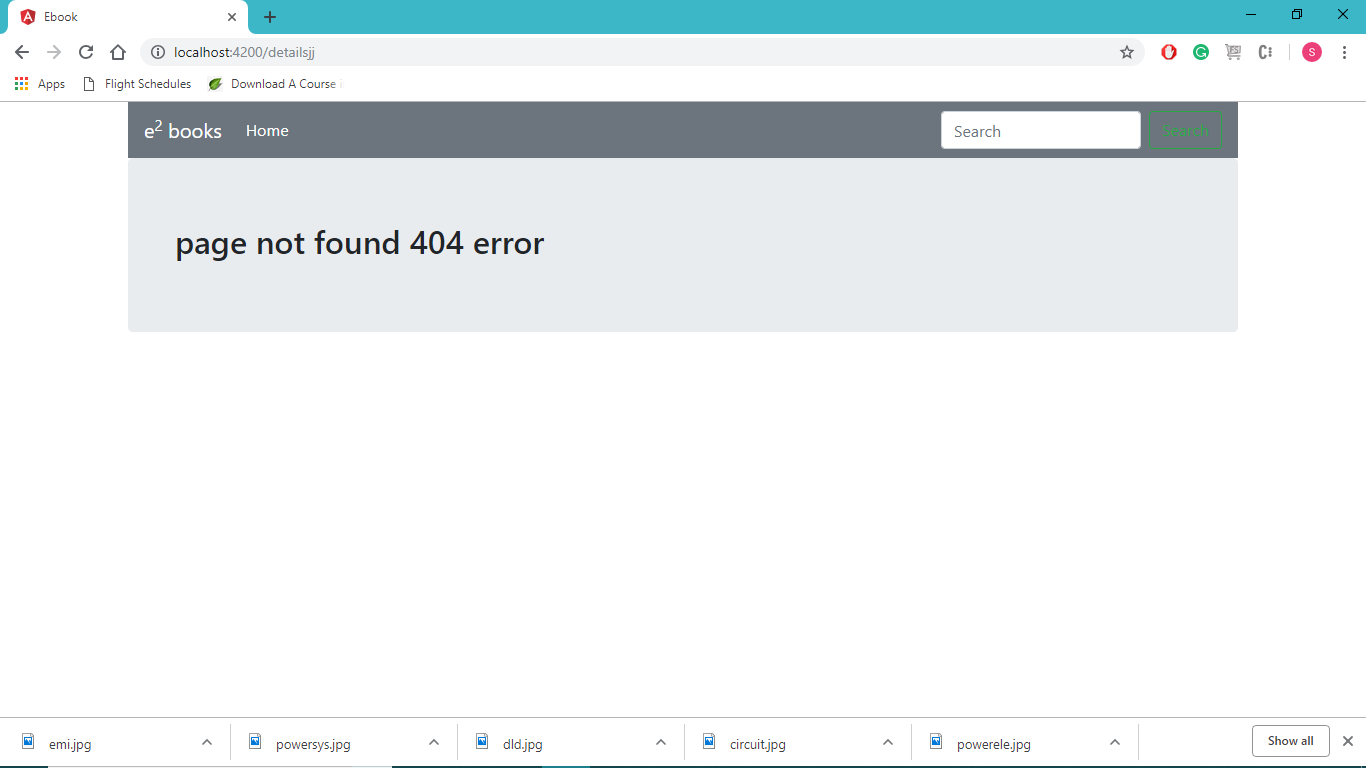 Ebook
localhost:4200/detailsjj
Apps Flight Schedules Download A Course
e² books Home Search Search
page not found 404 error
emi.jpg powersys.jpg dld.jpg circuit.jpg powerele.jpg Show all